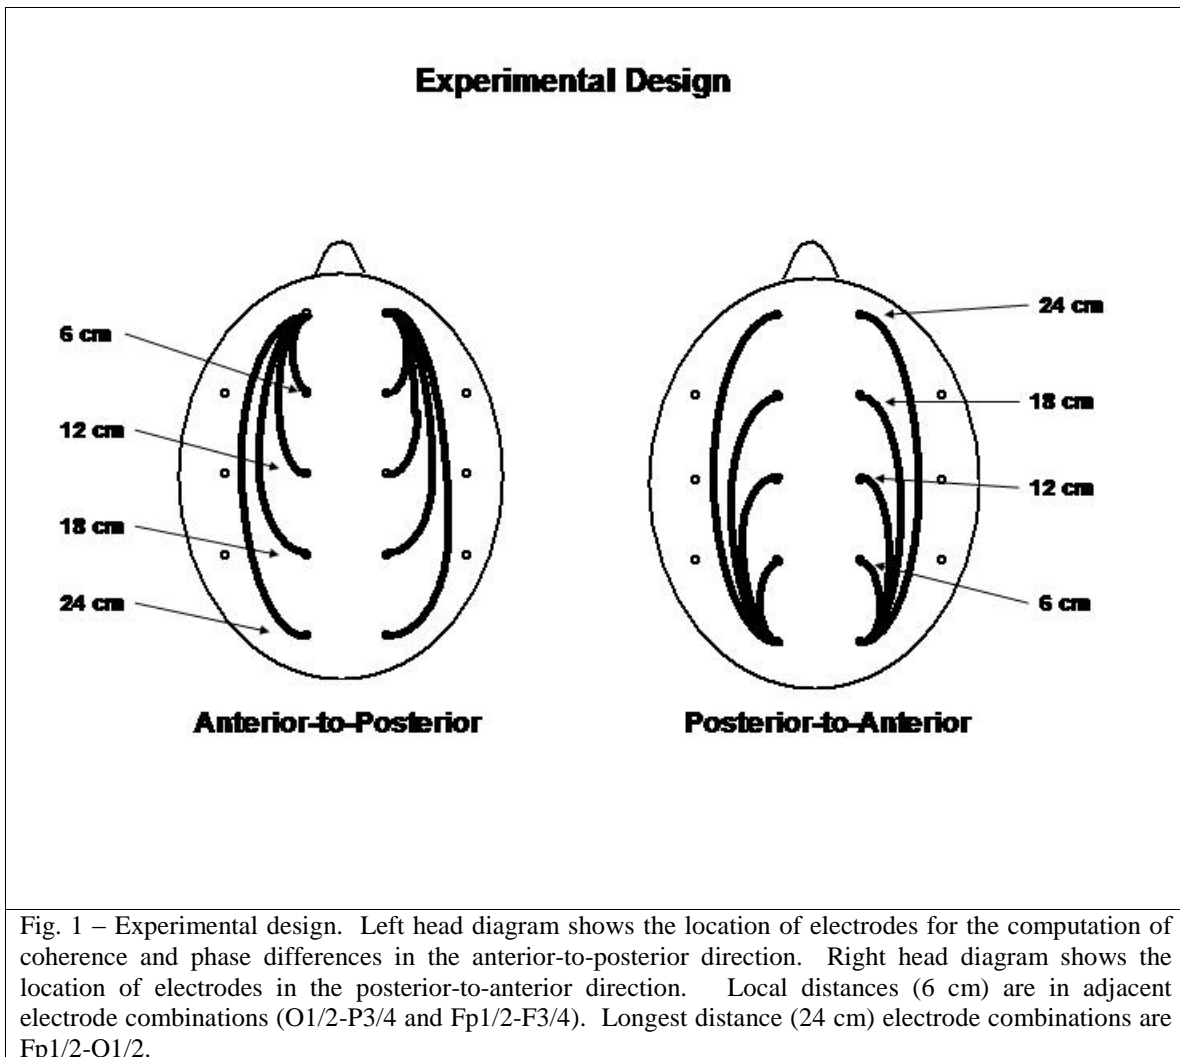 Experimental Design
6 cm
12 cm
18 cm
24 cm
24 cm
18 cm
12 cm
6 cm
Anterior-to-Posterior
Posterior-to-Anterior
Fig. 1 – Experimental design. Left head diagram shows the location of electrodes for the computation of
coherence and phase differences in the anterior-to-posterior direction. Right head diagram shows the
location of electrodes in the posterior-to-anterior direction. Local distances (6 cm) are in adjacent
electrode combinations (O1/2-P3/4 and Fp1/2-F3/4). Longest distance (24 cm) electrode combinations are
Fp1/2-O1/2.